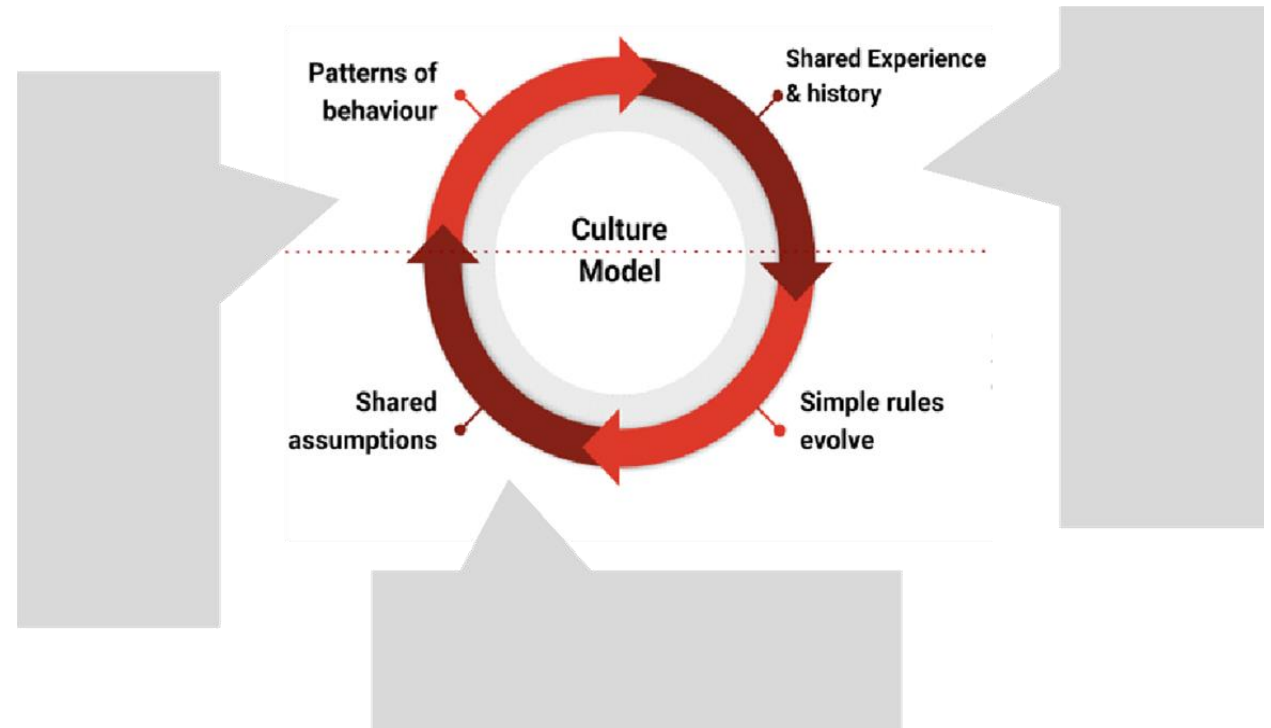 Patterns of
behaviour
Shared Experience
& history
Culture
Model
Shared
assumptions
Simple rules
evolve